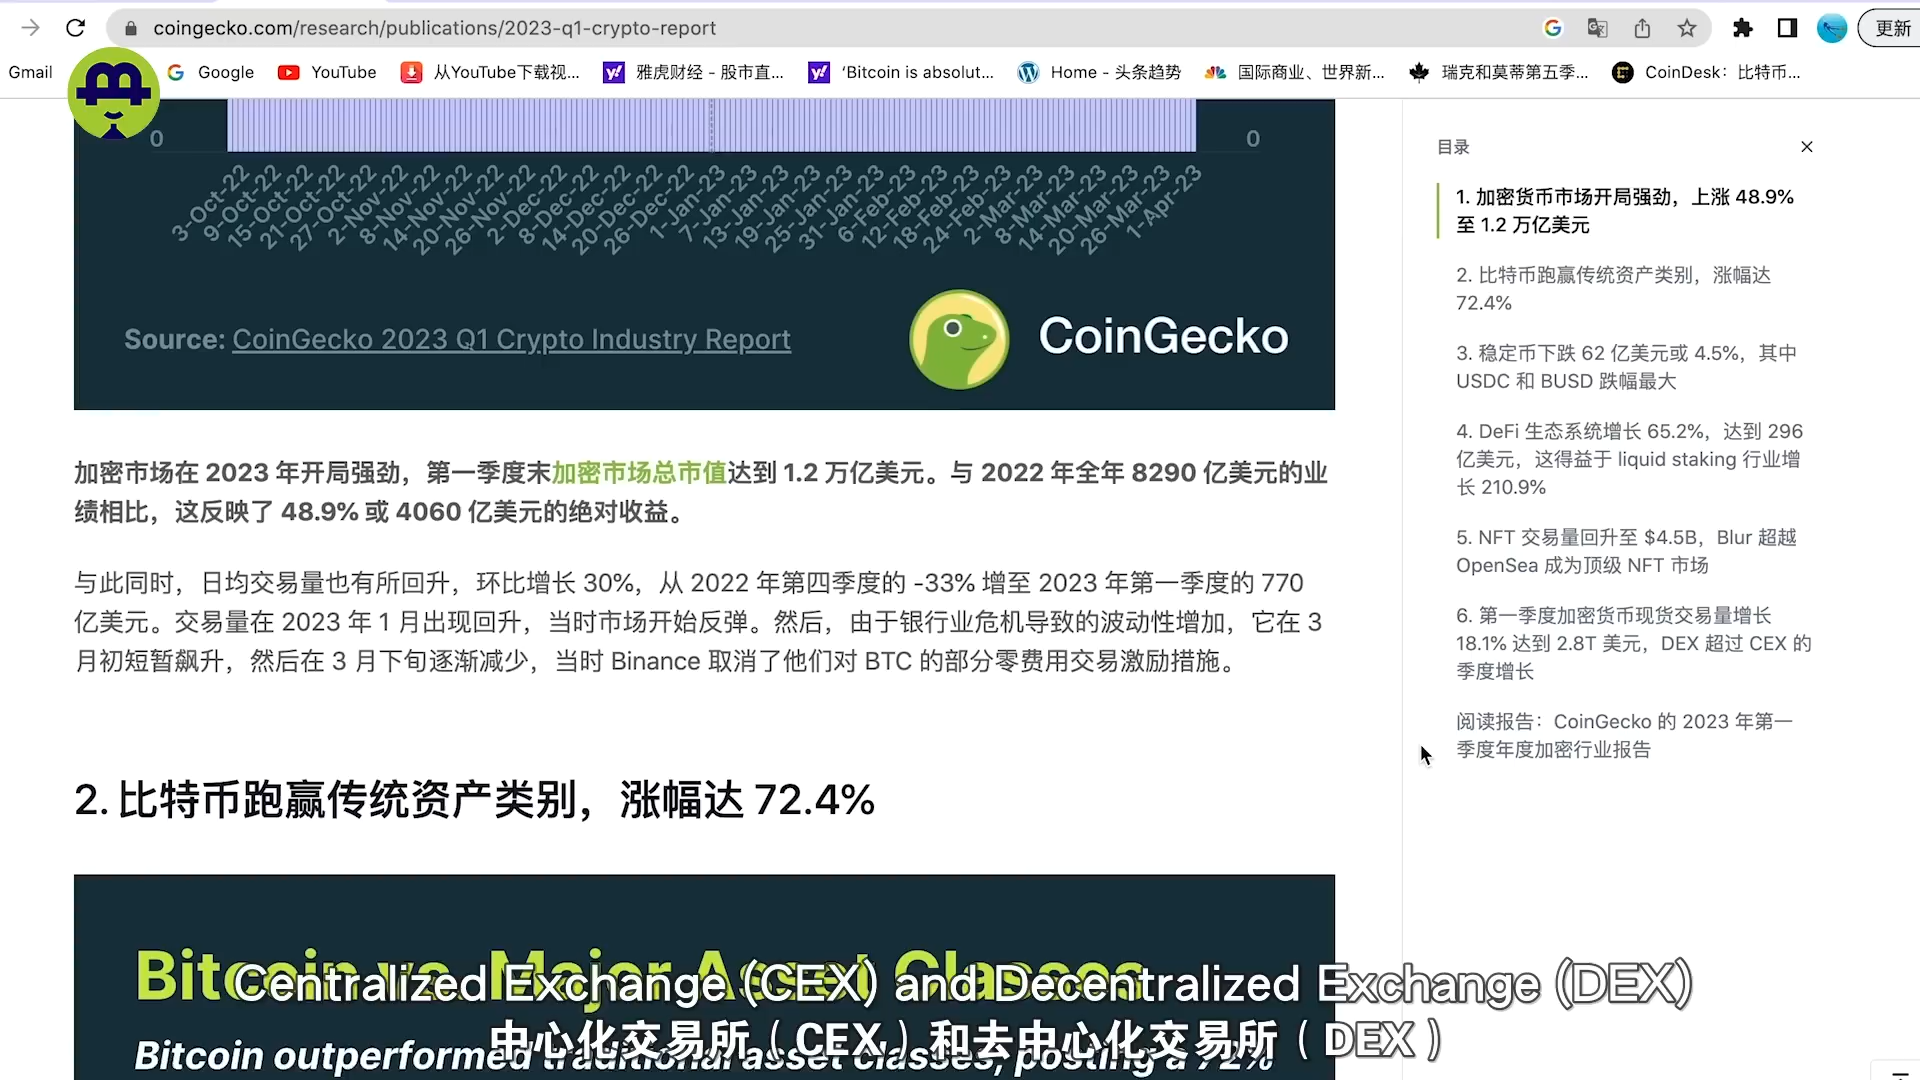 coingecko.com/research/publications/2023-q1-crypto-report
更新
Gmail
Google
YouTube
从YouTube下载视...
雅虎财经 - 股市直...
'Bitcoin is absolut...
Home - 头条趋势
国际商业、世界新...
瑞克和莫蒂第五季...
CoinDesk：比特币...
0
0
3-Oct-22
9-Oct-22
15-Oct-22
21-Oct-22
27-Oct-22
2-Nov-22
8-Nov-22
14-Nov-22
20-Nov-22
26-Nov-22
2-Dec-22
8-Dec-22
14-Dec-22
20-Dec-22
26-Dec-22
1-Jan-23
7-Jan-23
13-Jan-23
19-Jan-23
25-Jan-23
31-Jan-23
6-Feb-23
12-Feb-23
18-Feb-23
24-Feb-23
2-Mar-23
8-Mar-23
14-Mar-23
20-Mar-23
26-Mar-23
1-Apr-23
Source: CoinGecko 2023 Q1 Crypto Industry Report
CoinGecko
加密市场在 2023 年开局强劲，第一季度末加密市场总市值达到 1.2 万亿美元。与 2022 年全年 8290 亿美元的业
绩相比，这反映了 48.9% 或 4060 亿美元的绝对收益。
与此同时，日均交易量也有所回升，环比增长 30%，从 2022 年第四季度的 -33% 增至 2023 年第一季度的 770
亿美元。交易量在 2023 年 1 月出现回升，当时市场开始反弹。然后，由于银行业危机导致的波动性增加，它在 3
月初短暂飙升，然后在 3 月下旬逐渐减少，当时 Binance 取消了他们对 BTC 的部分零费用交易激励措施。
2. 比特币跑赢传统资产类别，涨幅达 72.4%
Bitcoin vs. Major Asset Classes
Bitcoin outperformed traditional asset classes, posting a 72%
Centralized Exchange (CEX) and Decentralized Exchange (DEX)
中心化交易所（CEX）和去中心化交易所（DEX）
目录
1. 加密货币市场开局强劲，上涨 48.9%
至 1.2 万亿美元
2. 比特币跑赢传统资产类别，涨幅达
72.4%
3. 稳定币下跌 62 亿美元或 4.5%，其中
USDC 和 BUSD 跌幅最大
4. DeFi 生态系统增长 65.2%，达到 296
亿美元，这得益于 liquid staking 行业增
长 210.9%
5. NFT 交易量回升至 $4.5B，Blur 超越
OpenSea 成为顶级 NFT 市场
6. 第一季度加密货币现货交易量增长
18.1% 达到 2.8T 美元，DEX 超过 CEX 的
季度增长
阅读报告：CoinGecko 的 2023 年第一
季度年度加密行业报告